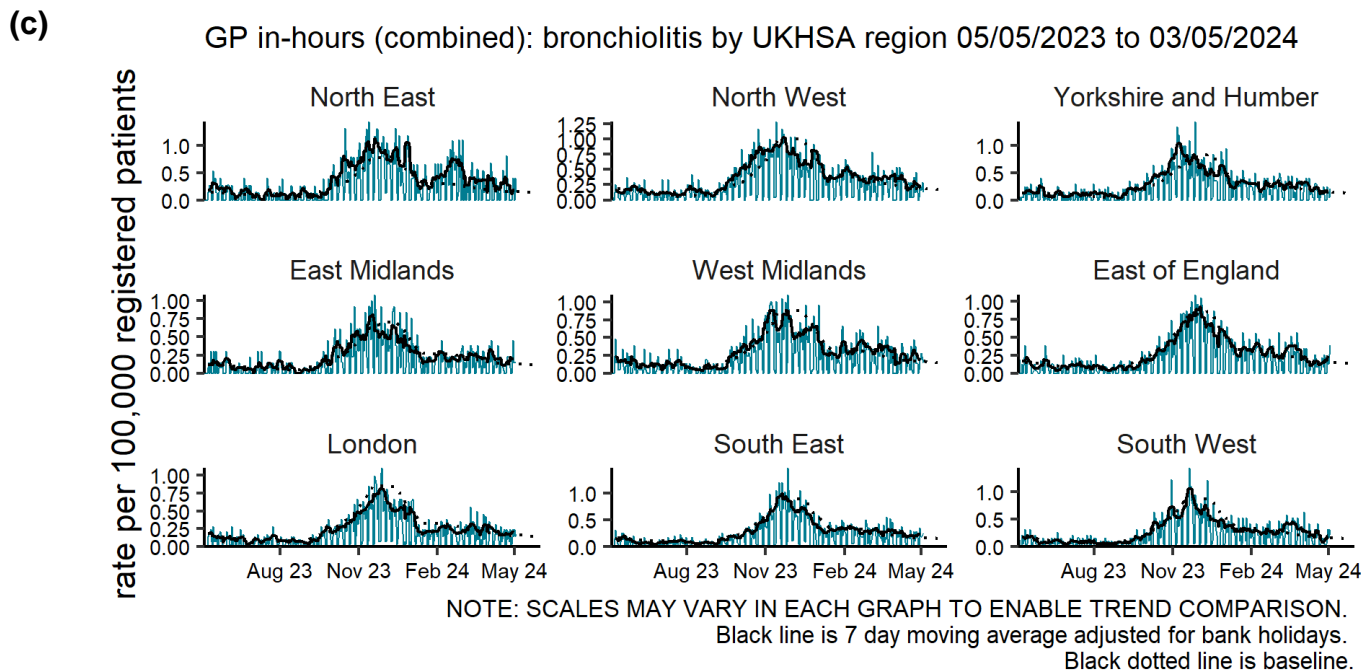 (c)
GP in-hours (combined): bronchiolitis by UKHSA region 05/05/2023 to 03/05/2024
rate per 100,000 registered patients
North East
1.0
0.5
0.0
North West
1.25
1.00
0.75
0.50
0.25
0.00
Yorkshire and Humber
1.0
0.5
0.0
East Midlands
1.00
0.75
0.50
0.25
0.00
West Midlands
1.00
0.75
0.50
0.25
0.00
East of England
1.00
0.75
0.50
0.25
0.00
London
1.00
0.75
0.50
0.25
0.00
South East
1.0
0.5
0.0
South West
1.0
0.5
0.0
Aug 23 Nov 23 Feb 24 May 24
Aug 23 Nov 23 Feb 24 May 24
Aug 23 Nov 23 Feb 24 May 24
NOTE: SCALES MAY VARY IN EACH GRAPH TO ENABLE TREND COMPARISON.
Black line is 7 day moving average adjusted for bank holidays.
Black dotted line is baseline.